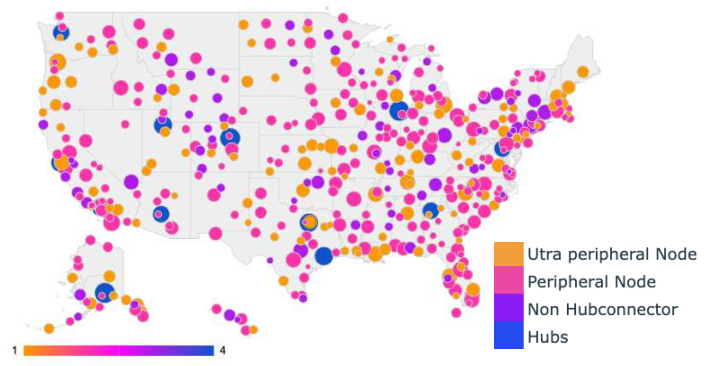 Utra peripheral Node
Peripheral Node
Non Hubconnector
Hubs
1 4